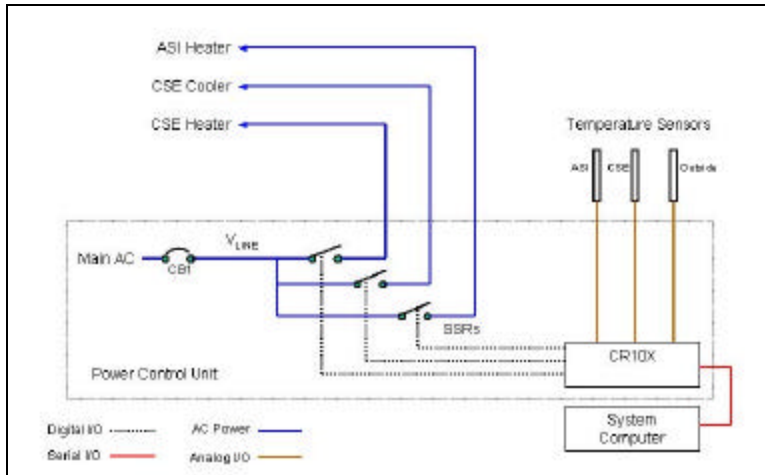 ASI Heater
CSE Cooler
CSE Heater
Temperature Sensors
ASI CSE Outside
Main AC
CB1
VLINE
SSRs
CR10X
Power Control Unit
System
Computer
Digital I/O
AC Power
Serial I/O
Analog I/O